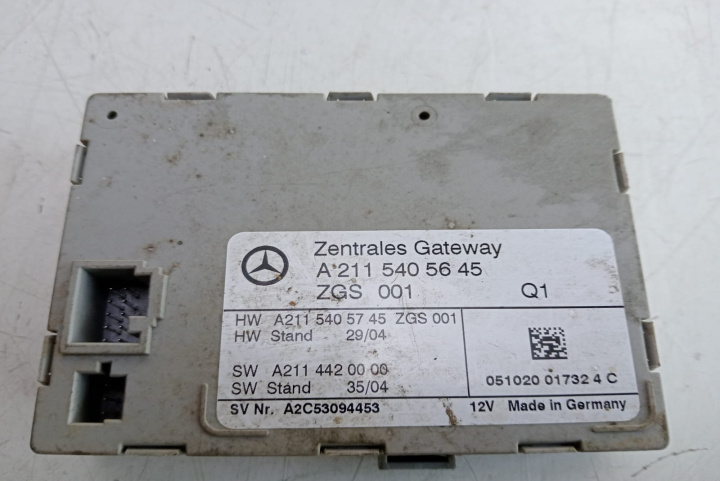 Zentrales Gateway
A 211 540 56 45
ZGS 001 Q1
HW A211 540 57 45 ZGS 001
HW Stand 29/04
SW A211 442 00 00
SW Stand 35/04
051020 01732 4 C
SV Nr. A2C53094453 12V Made in Germany